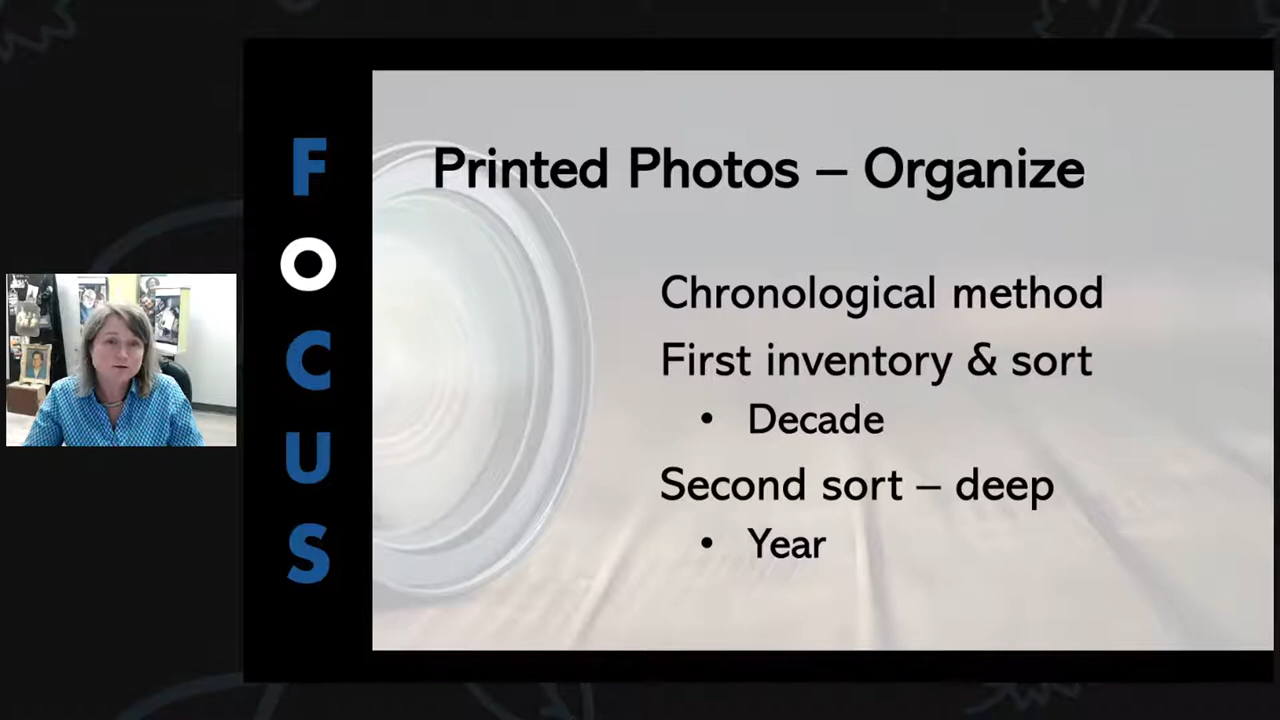 F
O
C
U
S
Printed Photos – Organize
Chronological method
First inventory & sort
• Decade
Second sort – deep
• Year